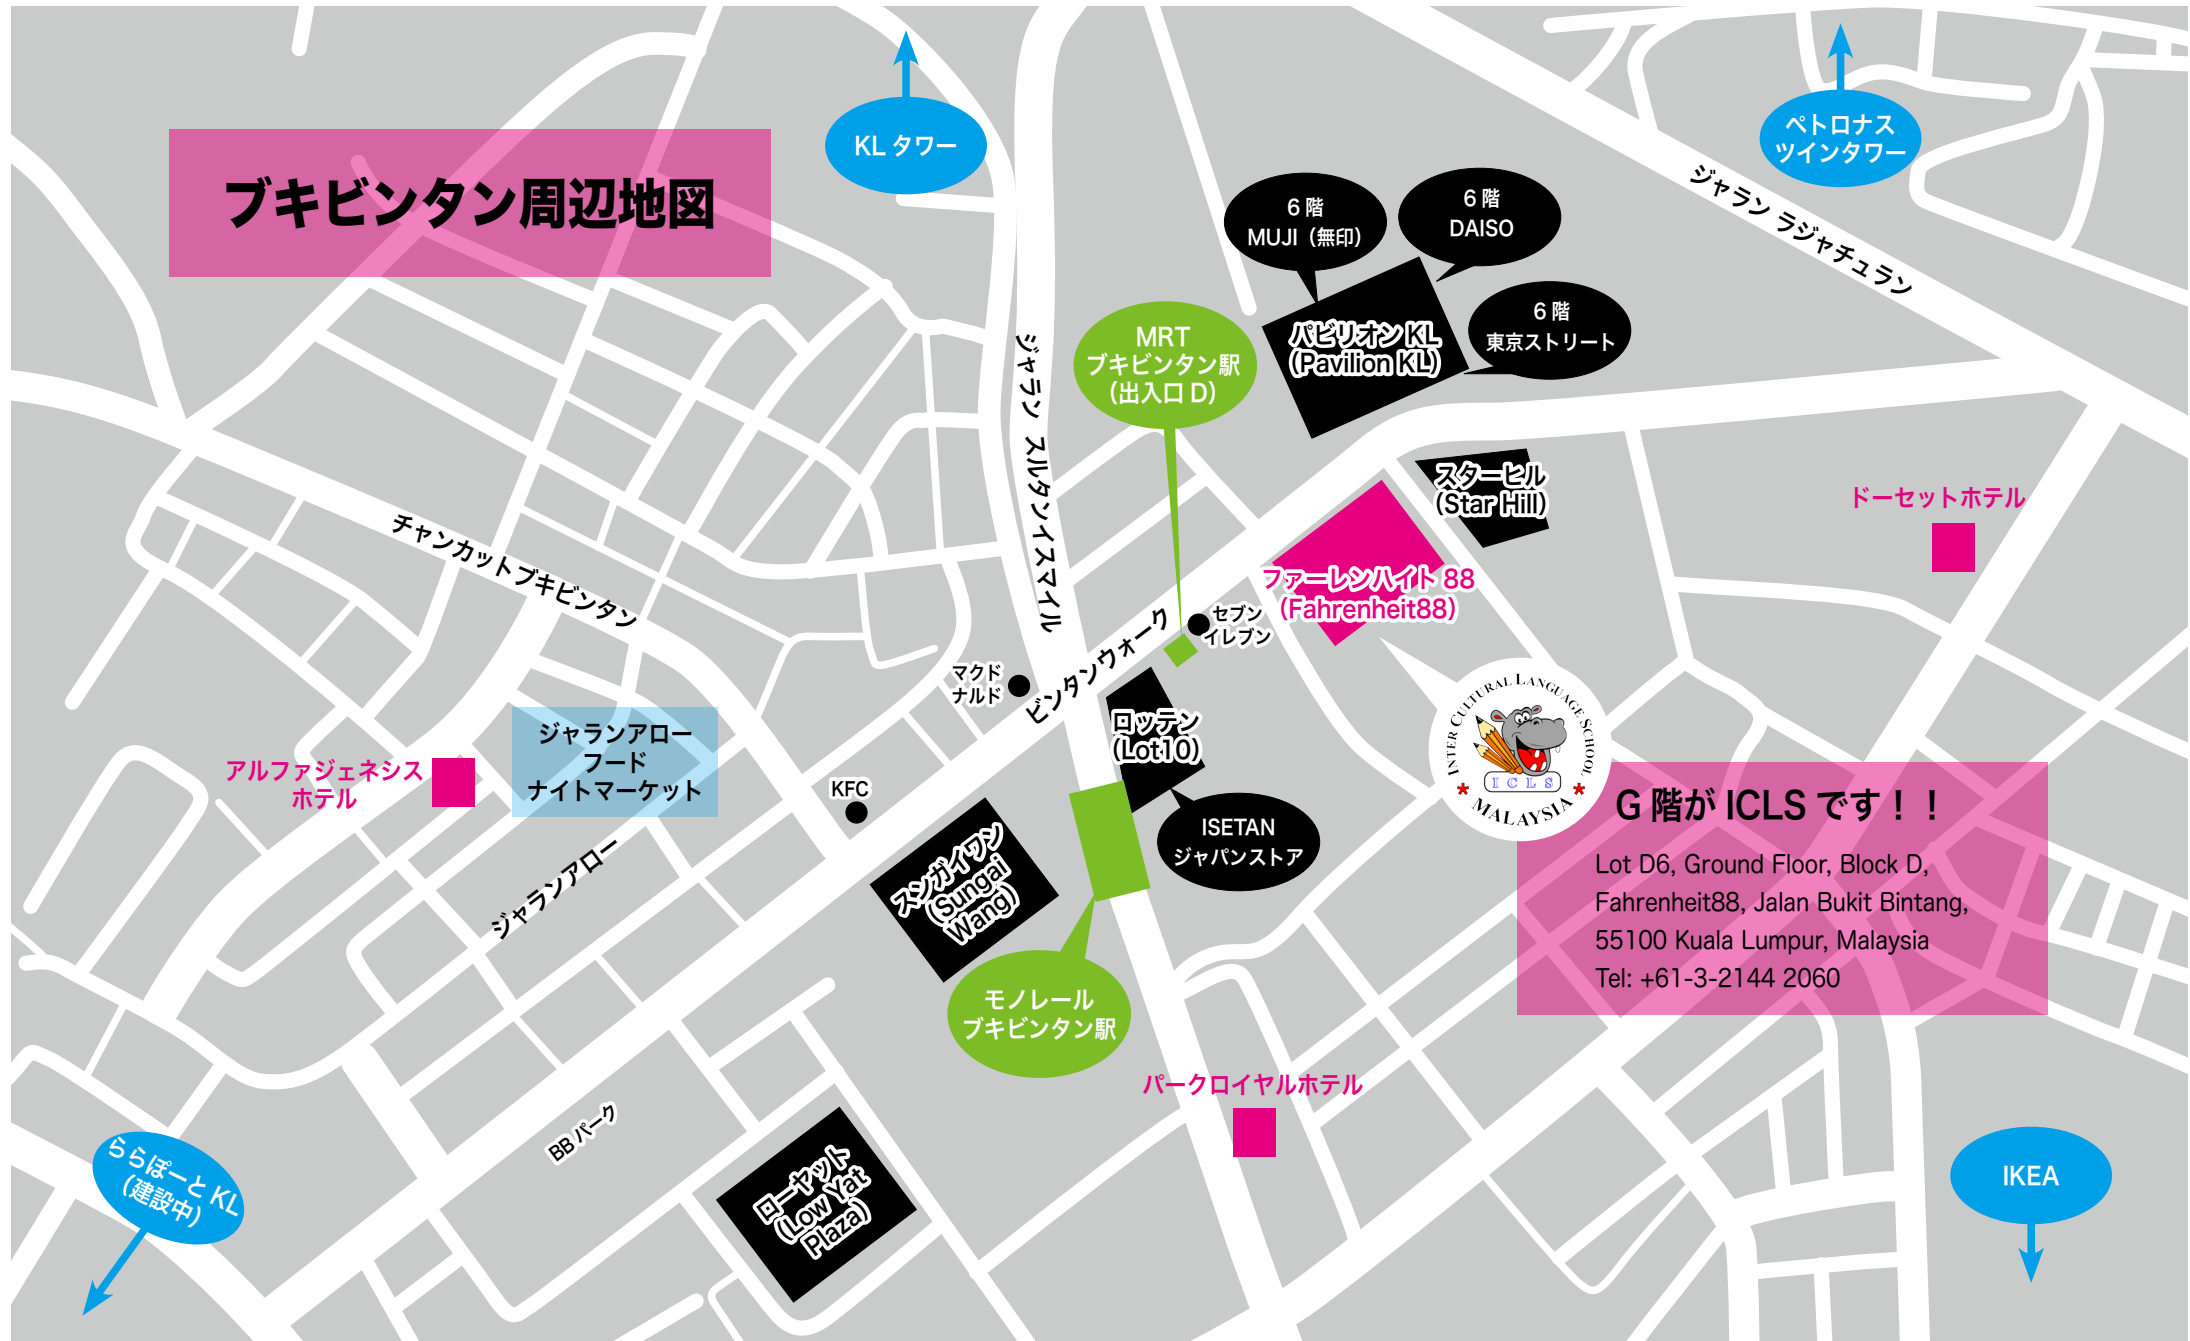 ブキビンタン周辺地図
KL タワー
ペトロナス
ツインタワー
ジャラン ラジャチュラン
6 階
MUJI（無印）
6 階
DAISO
6 階
東京ストリート
パビリオン KL
(Pavilion KL)
MRT
ブキビンタン駅
(出入口 D)
ジャラン スルタンイスマイル
スターヒル
(Star Hill)
ドーセットホテル
チャンカットブキビンタン
ファーレンハイト 88
(Fahrenheit88)
セブン
イレブン
ビンタンウォーク
マクド
ナルド
ロッテン
(Lot10)
INTER CULTURAL LANGUAGE SCHOOL
ICLS
* MALAYSIA *
ジャランアロー
フード
ナイトマーケット
アルファジェネシス
ホテル
KFC
ジャランアロー
スンガイワン
(Sungai
Wang)
ISETAN
ジャパンストア
G 階が ICLS です！！
Lot D6, Ground Floor, Block D,
Fahrenheit88, Jalan Bukit Bintang,
55100 Kuala Lumpur, Malaysia
Tel: +61-3-2144 2060
モノレール
ブキビンタン駅
パークロイヤルホテル
BB パーク
ローヤット
(Low Yat
Plaza)
ららぽーと KL
(建設中)
IKEA